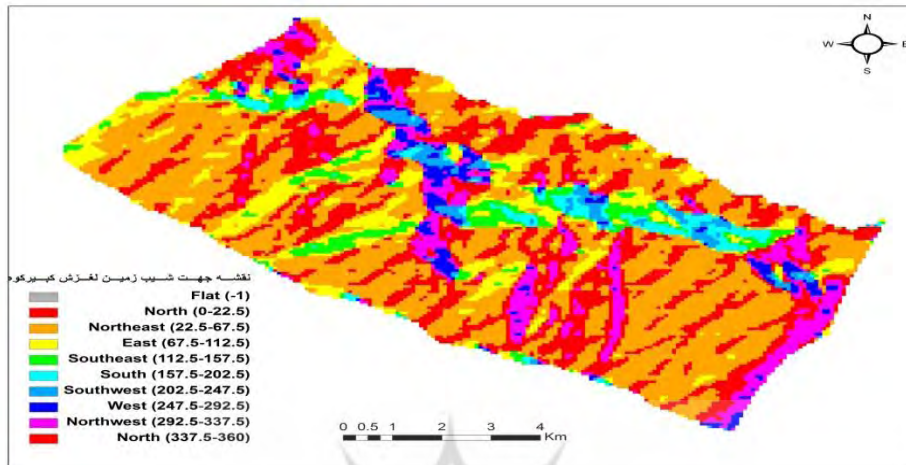 N
W E
S
نقشه جهت شیب زمین لغزش کبیرکوه
Flat (-1)
North (0-22.5)
Northeast (22.5-67.5)
East (67.5-112.5)
Southeast (112.5-157.5)
South (157.5-202.5)
Southwest (202.5-247.5)
West (247.5-292.5)
Northwest (292.5-337.5)
North (337.5-360)
0 0.5 1 2 3 4
Km